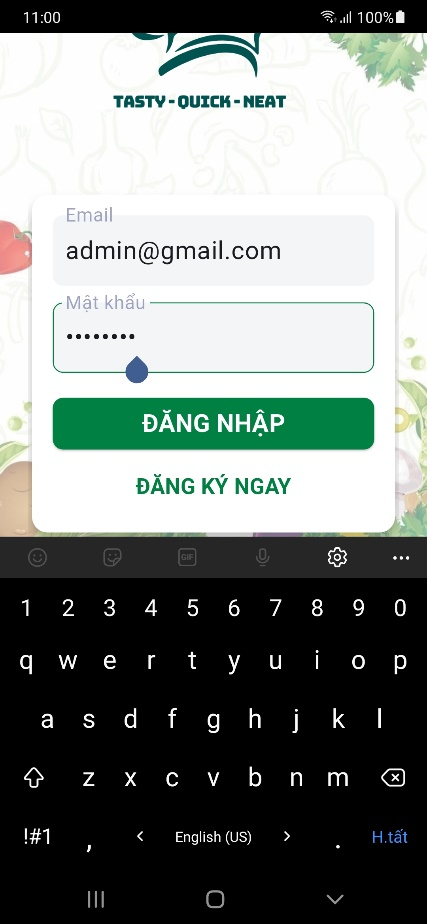 11:00 100%
TASTY - QUICK - NEAT
Email
admin@gmail.com
Mật khẩu
••••••••
ĐĂNG NHẬP
ĐĂNG KÝ NGAY
GIF
1 2 3 4 5 6 7 8 9 0
q w e r t y u i o p
a s d f g h j k l
z x c v b n m
!#1 , < English (US) > . H.tất